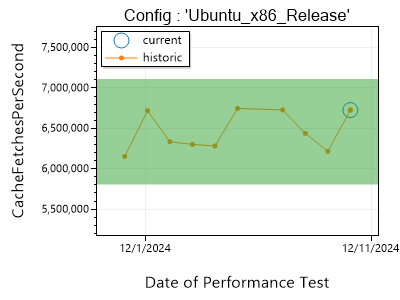 Config : 'Ubuntu_x86_Release'
current
historic
CacheFetchesPerSecond
7,500,000
7,000,000
6,500,000
6,000,000
5,500,000
12/1/2024
12/11/2024
Date of Performance Test